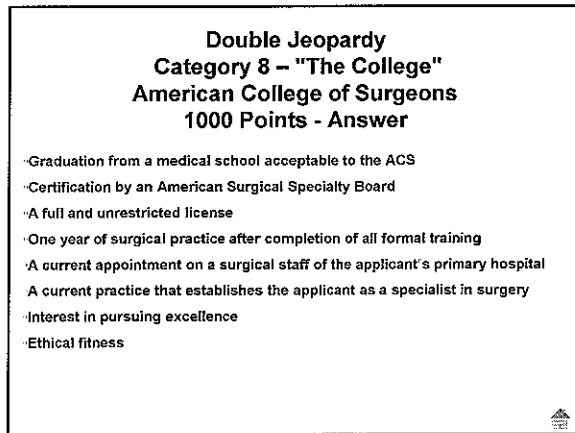 Double Jeopardy
Category 8 – "The College"
American College of Surgeons
1000 Points - Answer
Graduation from a medical school acceptable to the ACS
Certification by an American Surgical Specialty Board
A full and unrestricted license
One year of surgical practice after completion of all formal training
A current appointment on a surgical staff of the applicant's primary hospital
A current practice that establishes the applicant as a specialist in surgery
Interest in pursuing excellence
Ethical fitness